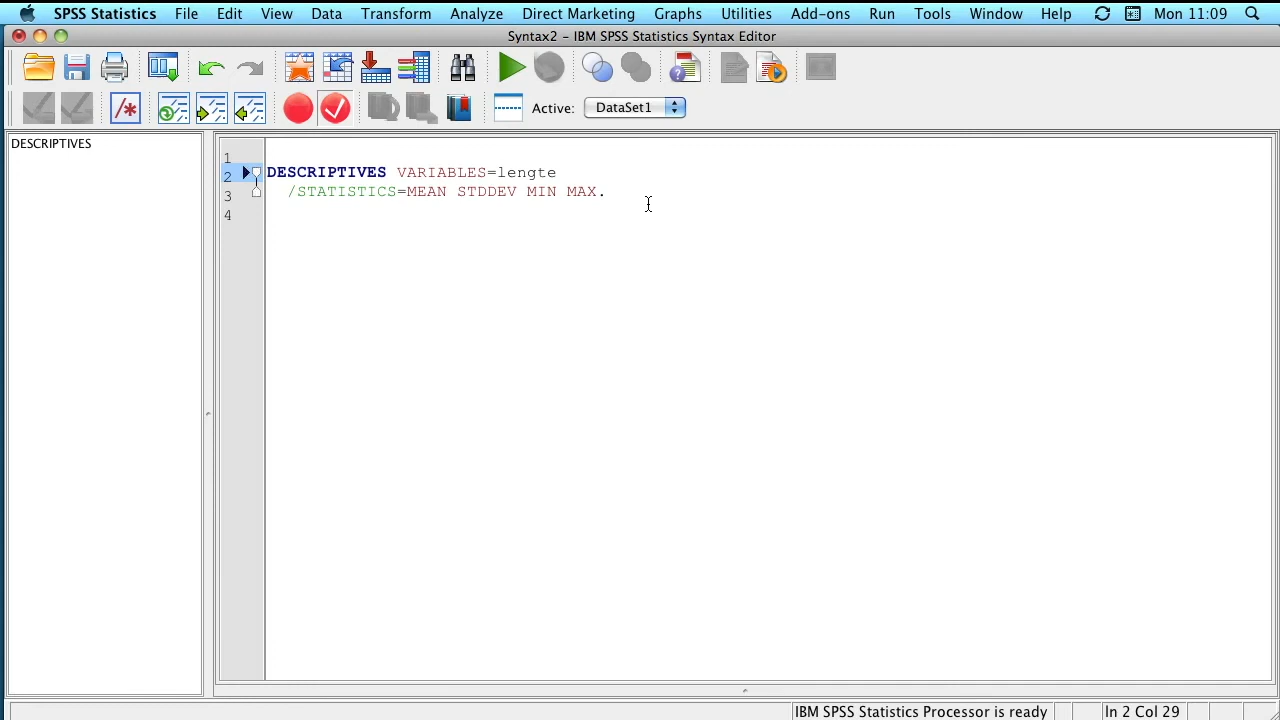 SPSS Statistics File Edit View Data Transform Analyze Direct Marketing Graphs Utilities Add-ons Run Tools Window Help Mon 11:09
Syntax2 – IBM SPSS Statistics Syntax Editor
Active: DataSet1
DESCRIPTIVES
1
2 DESCRIPTIVES VARIABLES=lengte
3 /STATISTICS=MEAN STDDEV MIN MAX.
4
IBM SPSS Statistics Processor is ready In 2 Col 29